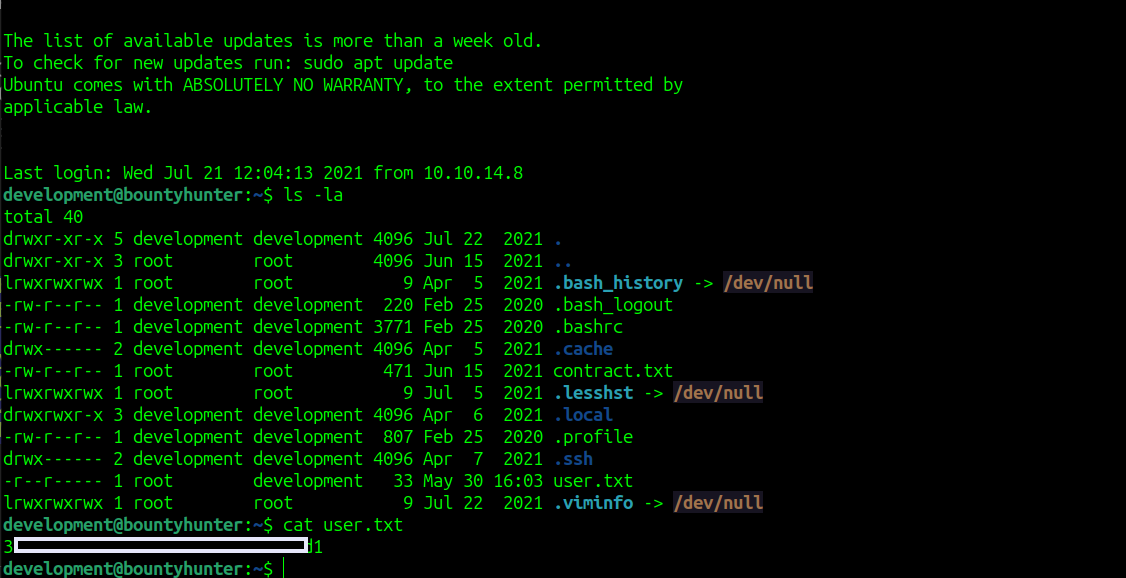 The list of available updates is more than a week old.
To check for new updates run: sudo apt update
Ubuntu comes with ABSOLUTELY NO WARRANTY, to the extent permitted by
applicable law.
Last login: Wed Jul 21 12:04:13 2021 from 10.10.14.8
development@bountyhunter:~$ ls -la
total 40
drwxr-xr-x 5 development development 4096 Jul 22  2021 .
drwxr-xr-x 3 root        root        4096 Jun 15  2021 ..
lrwxrwxrwx 1 root        root           9 Apr  5  2021 .bash_history -> /dev/null
-rw-r--r-- 1 development development  220 Feb 25  2020 .bash_logout
-rw-r--r-- 1 development development 3771 Feb 25  2020 .bashrc
drwx------ 2 development development 4096 Apr  5  2021 .cache
-rw-r--r-- 1 root        root         471 Jun 15  2021 contract.txt
lrwxrwxrwx 1 root        root           9 Jul  5  2021 .lesshst -> /dev/null
drwxrwxr-x 3 development development 4096 Apr  6  2021 .local
-rw-r--r-- 1 development development  807 Feb 25  2020 .profile
drwx------ 2 development development 4096 Apr  7  2021 .ssh
-r--r----- 1 root        development   33 May 30 16:03 user.txt
lrwxrwxrwx 1 root        root           9 Jul 22  2021 .viminfo -> /dev/null
development@bountyhunter:~$ cat user.txt
3 d1
development@bountyhunter:~$